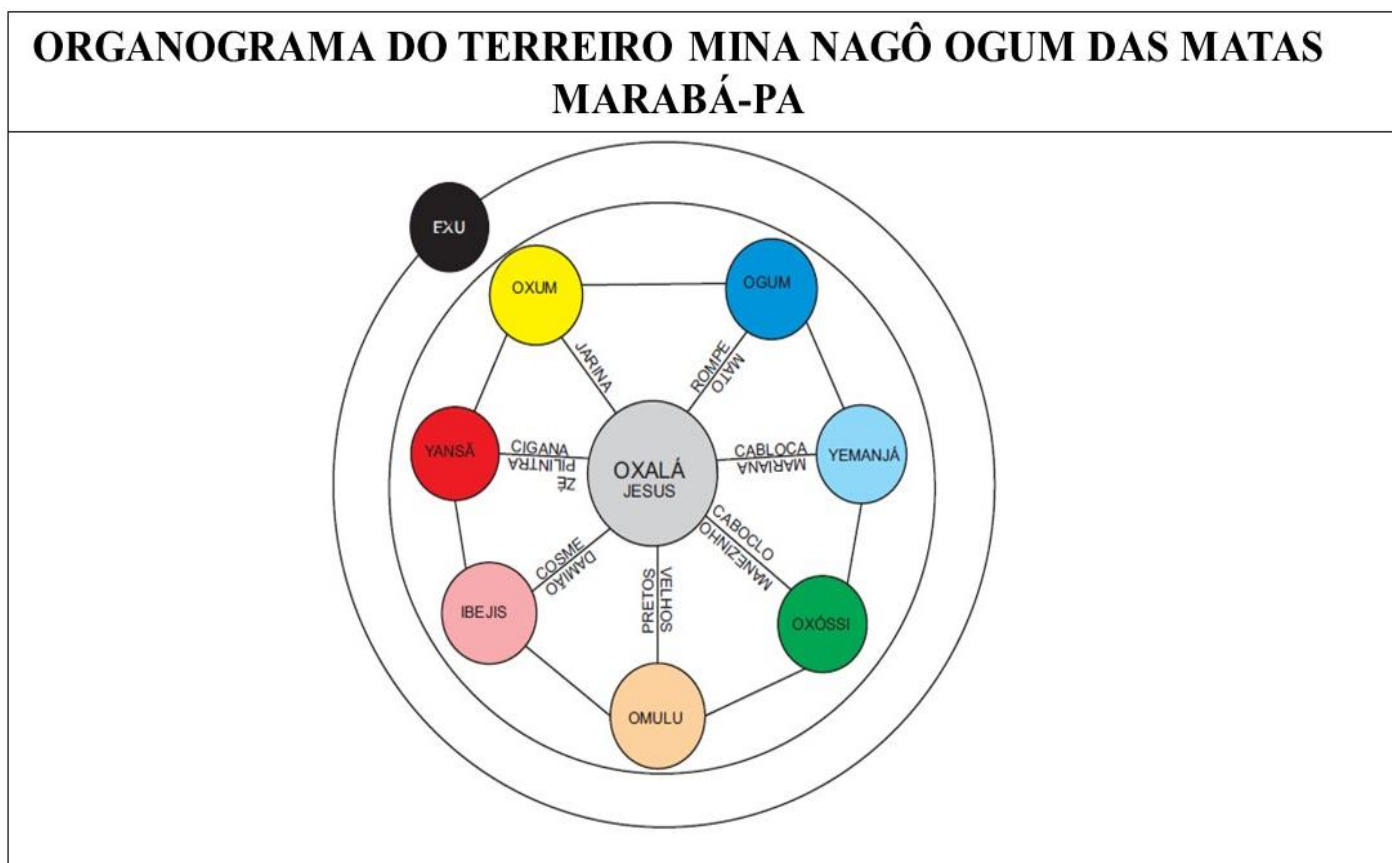 ORGANOGRAMA DO TERREIRO MINA NAGÔ OGUM DAS MATAS
MARABÁ-PA
EXU
OXUM
OGUM
JARINA
ROMPE
MATO
YANSÃ
CIGANA
ZÉ
PILINTRA
OXALÁ
JESUS
CABLOCA
MARIANA
YEMANJÁ
CABOCLO
MANEZINHO
COSME
DAMIÃO
PRETOS
VELHOS
IBEJIS
OXÓSSI
OMULU